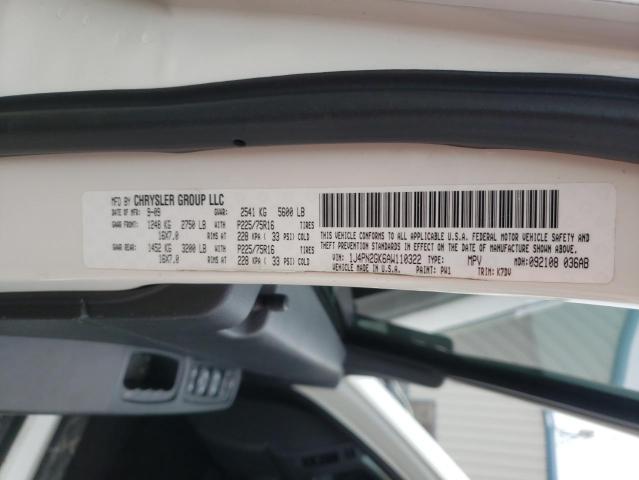 MFD BY CHRYSLER GROUP LLC
DATE OF MFR 9-09 GVWR: 2541 KG 5600 LB
GAWR FRONT: 1248 KG 2750 LB WITH P225/75R16 TIRES
16X7.0 RIMS AT 228 KPA ( 33 PSI) COLD
GAWR REAR: 1452 KG 3200 LB WITH P225/75R16 TIRES
16X7.0 RIMS AT 228 KPA ( 33 PSI) COLD
THIS VEHICLE CONFORMS TO ALL APPLICABLE U.S.A. FEDERAL MOTOR VEHICLE SAFETY AND
THEFT PREVENTION STANDARDS IN EFFECT ON THE DATE OF MANUFACTURE SHOWN ABOVE.
VIN: 1J4PN2GK6AW110322 TYPE: MPV MDH: 092108 036AB
VEHICLE MADE IN U.S.A. PAINT: PW1 TRIM: K7DV